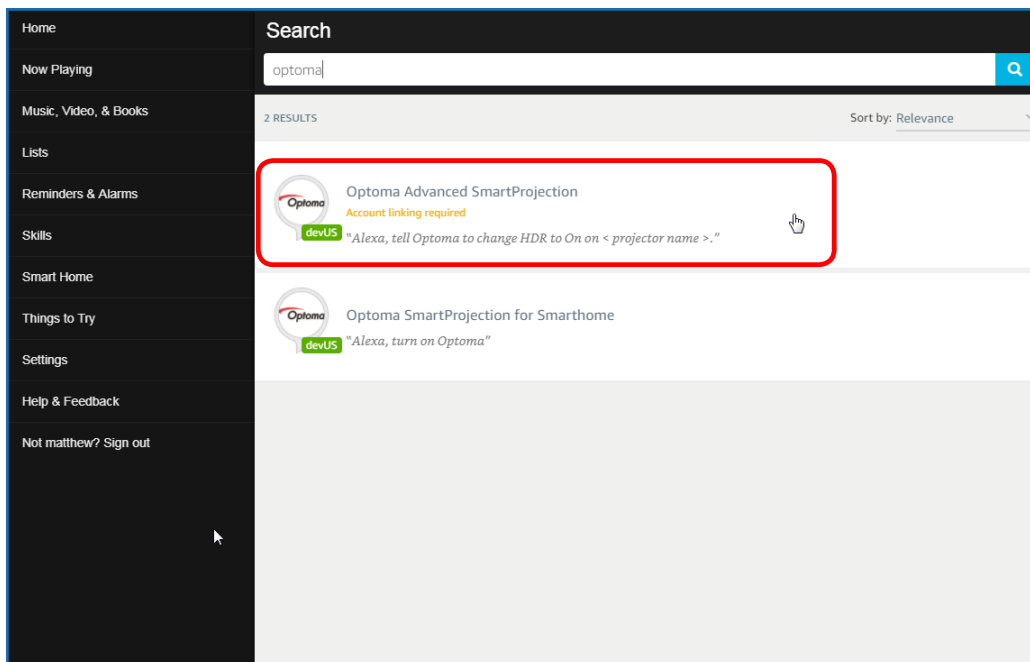 Home
Now Playing
Music, Video, & Books
Lists
Reminders & Alarms
Skills
Smart Home
Things to Try
Settings
Help & Feedback
Not matthew? Sign out
Search
optoma
2 RESULTS
Sort by: Relevance
Optoma
devUS
Optoma Advanced SmartProjection
Account linking required
"Alexa, tell Optoma to change HDR to On on < projector name >."
Optoma
devUS
Optoma SmartProjection for Smarthome
"Alexa, turn on Optoma"